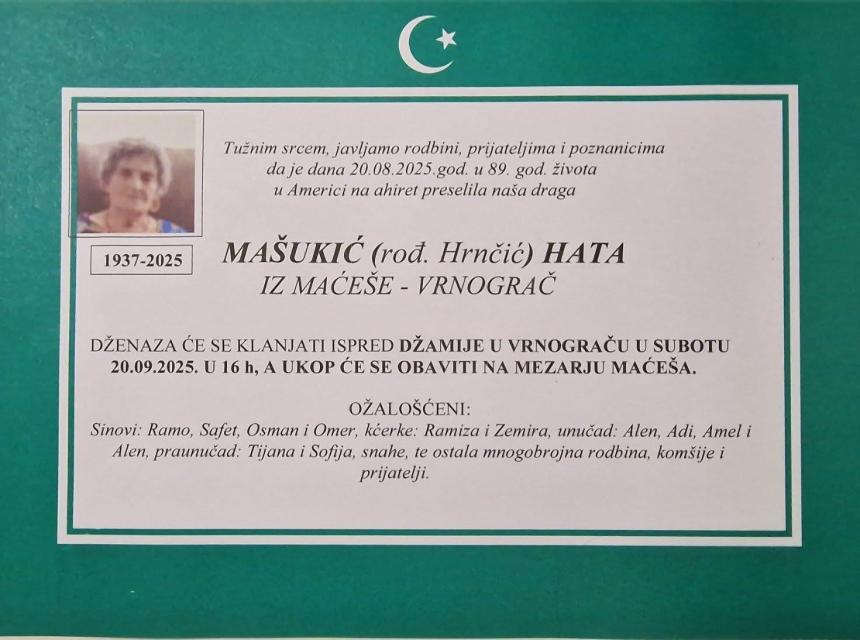 Tužnim srcem, javljamo rodbini, prijateljima i poznanicima
da je dana 20.08.2025.god. u 89. god. života
u Americi na ahiret preselila naša draga
1937-2025
MAŠUKIĆ (rođ. Hrnčić) HATA
IZ MAĆEŠE - VRNOGRAČ
DŽENAZA ĆE SE KLANJATI ISPRED DŽAMIJE U VRNOGRAČU U SUBOTU
20.09.2025. U 16 h, A UKOP ĆE SE OBAVITI NA MEZARJU MAĆEŠA.
OŽALOŠĆENI:
Sinovi: Ramo, Safet, Osman i Omer, kćerke: Ramiza i Zemira, unučad: Alen, Adi, Amel i
Alen, praunučad: Tijana i Sofija, snahe, te ostala mnogobrojna rodbina, komšije i
prijatelji.